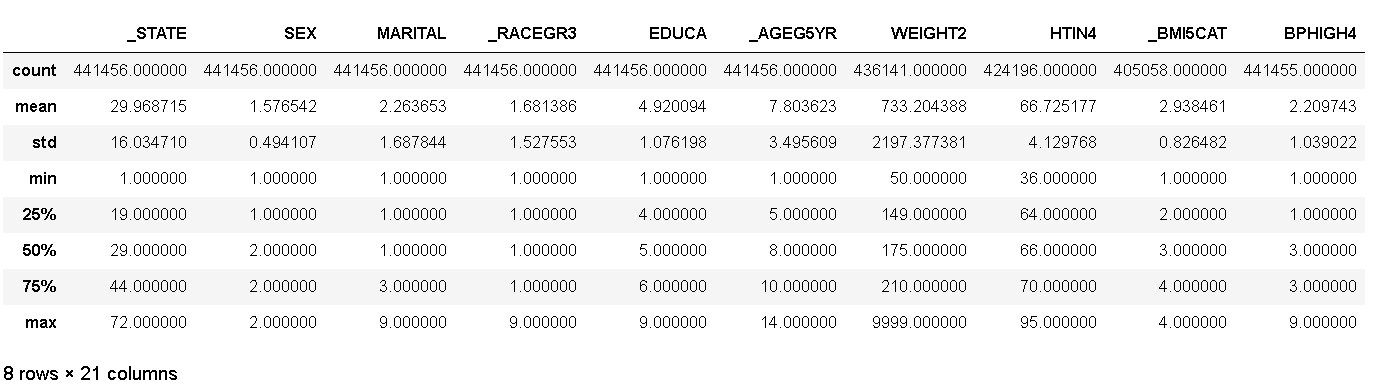 _STATE SEX MARITAL _RACEGR3 EDUCA _AGEG5YR WEIGHT2 HTIN4 _BMI5CAT BPHIGH4
count 441456.000000 441456.000000 441456.000000 441456.000000 441456.000000 441456.000000 436141.000000 424196.000000 405058.000000 441455.000000
mean 29.968715 1.576542 2.263653 1.681386 4.920094 7.803623 733.204388 66.725177 2.938461 2.209743
std 16.034710 0.494107 1.687844 1.527553 1.076198 3.495609 2197.377381 4.129768 0.826482 1.039022
min 1.000000 1.000000 1.000000 1.000000 1.000000 1.000000 50.000000 36.000000 1.000000 1.000000
25% 19.000000 1.000000 1.000000 1.000000 4.000000 5.000000 149.000000 64.000000 2.000000 1.000000
50% 29.000000 2.000000 1.000000 1.000000 5.000000 8.000000 175.000000 66.000000 3.000000 3.000000
75% 44.000000 2.000000 3.000000 1.000000 6.000000 10.000000 210.000000 70.000000 4.000000 3.000000
max 72.000000 2.000000 9.000000 9.000000 9.000000 14.000000 9999.000000 95.000000 4.000000 9.000000
8 rows × 21 columns